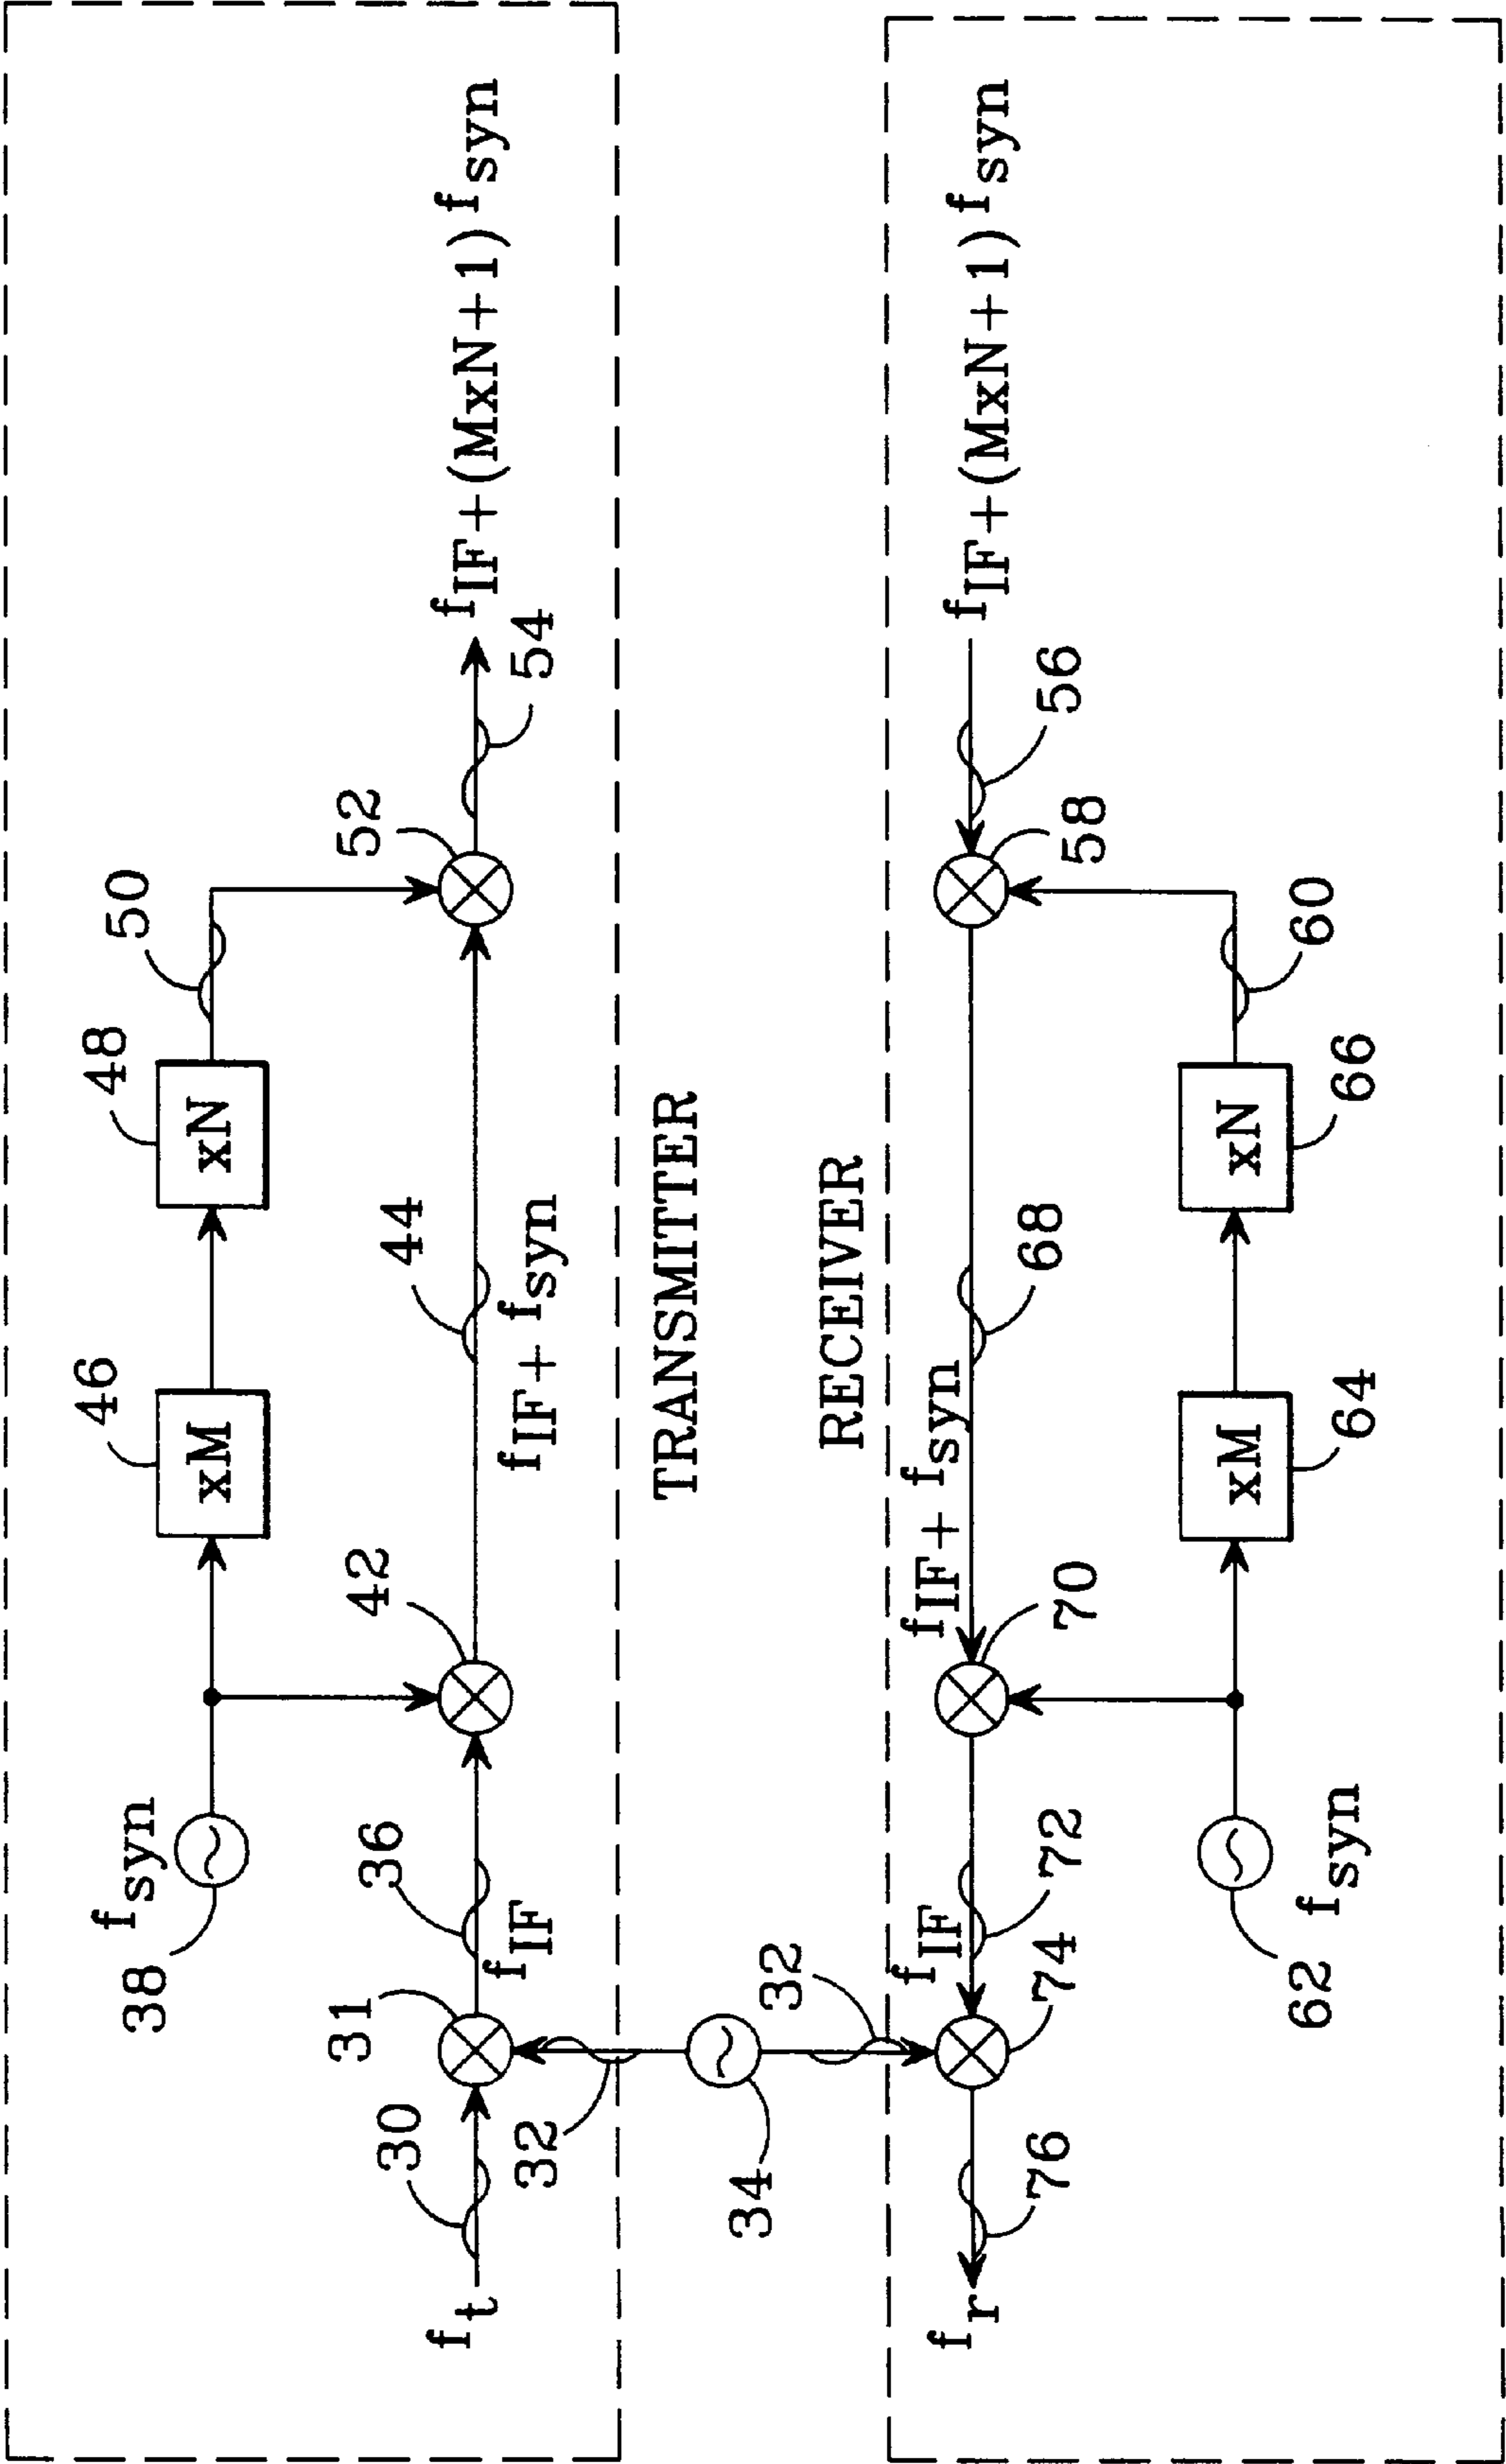 50
48
46
f_syn
38
xN
xM
52
42
31
36
30
44
f_t
f_IF
f_IF + f_syn
54
f_IF+(MxN+1)f_syn
32
TRANSMITTER
34
32
RECEIVER
f_r
f_IF
f_IF + f_syn
f_IF+(MxN+1)f_syn
76
74
72
70
68
58
56
xM
xN
60
62
f_syn
64
66